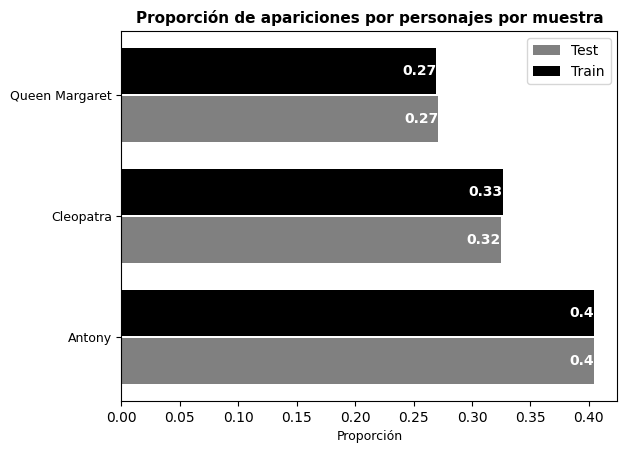 Proporción de apariciones por personajes por muestra
Test
Train
Queen Margaret
0.27
0.27
Cleopatra
0.33
0.32
Antony
0.4
0.4
0.00 0.05 0.10 0.15 0.20 0.25 0.30 0.35 0.40
Proporción